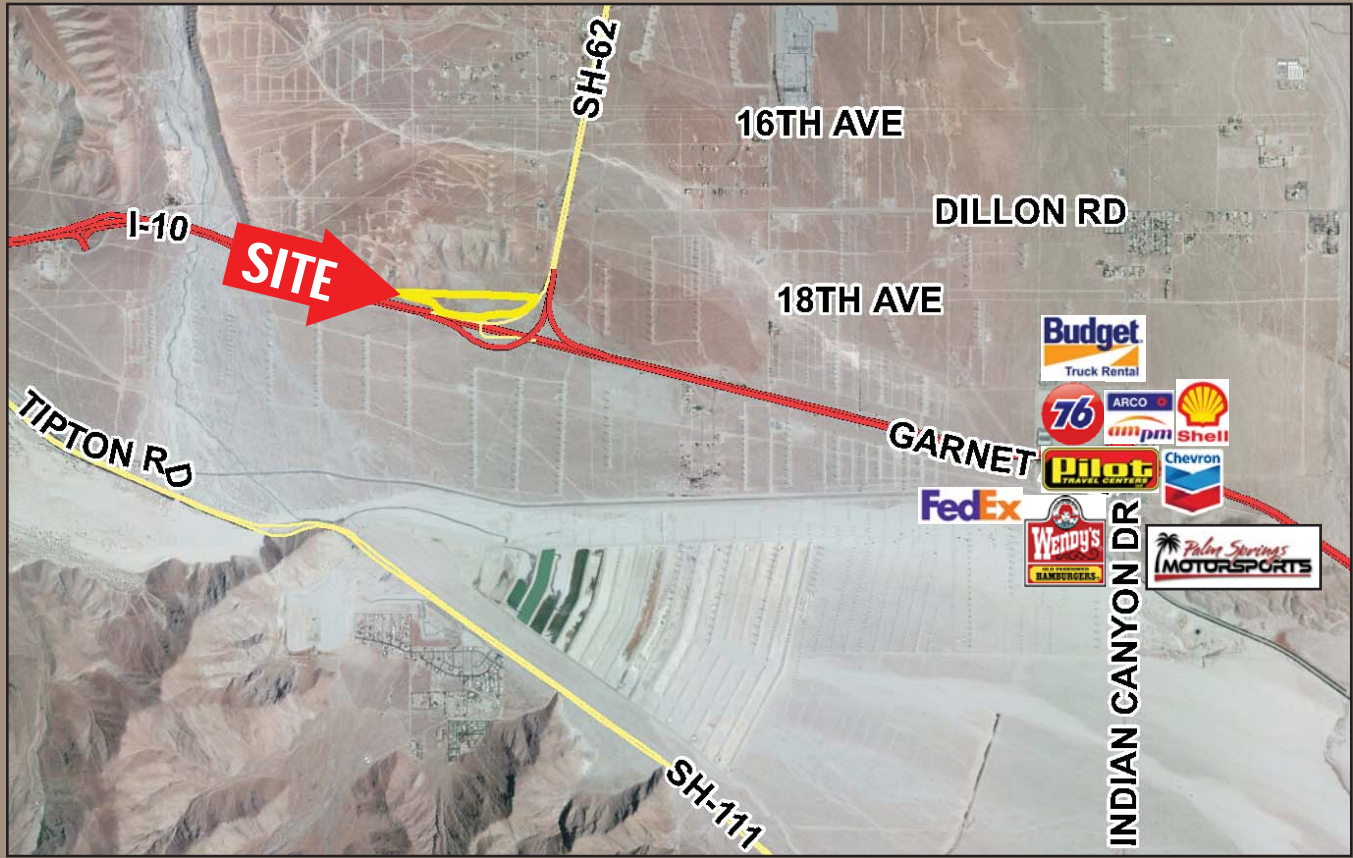 SH-62
16TH AVE
DILLON RD
I-10
SITE
18TH AVE
Budget
Truck Rental
76
ARCO
ampm
Shell
GARNET
Pilot
TRAVEL CENTERS
Chevron
TIPTON RD
FedEx
WENDY'S
OLD FASHIONED
HAMBURGERS
Palm Springs
MOTORSPORTS
INDIAN CANYON DR
SH-111